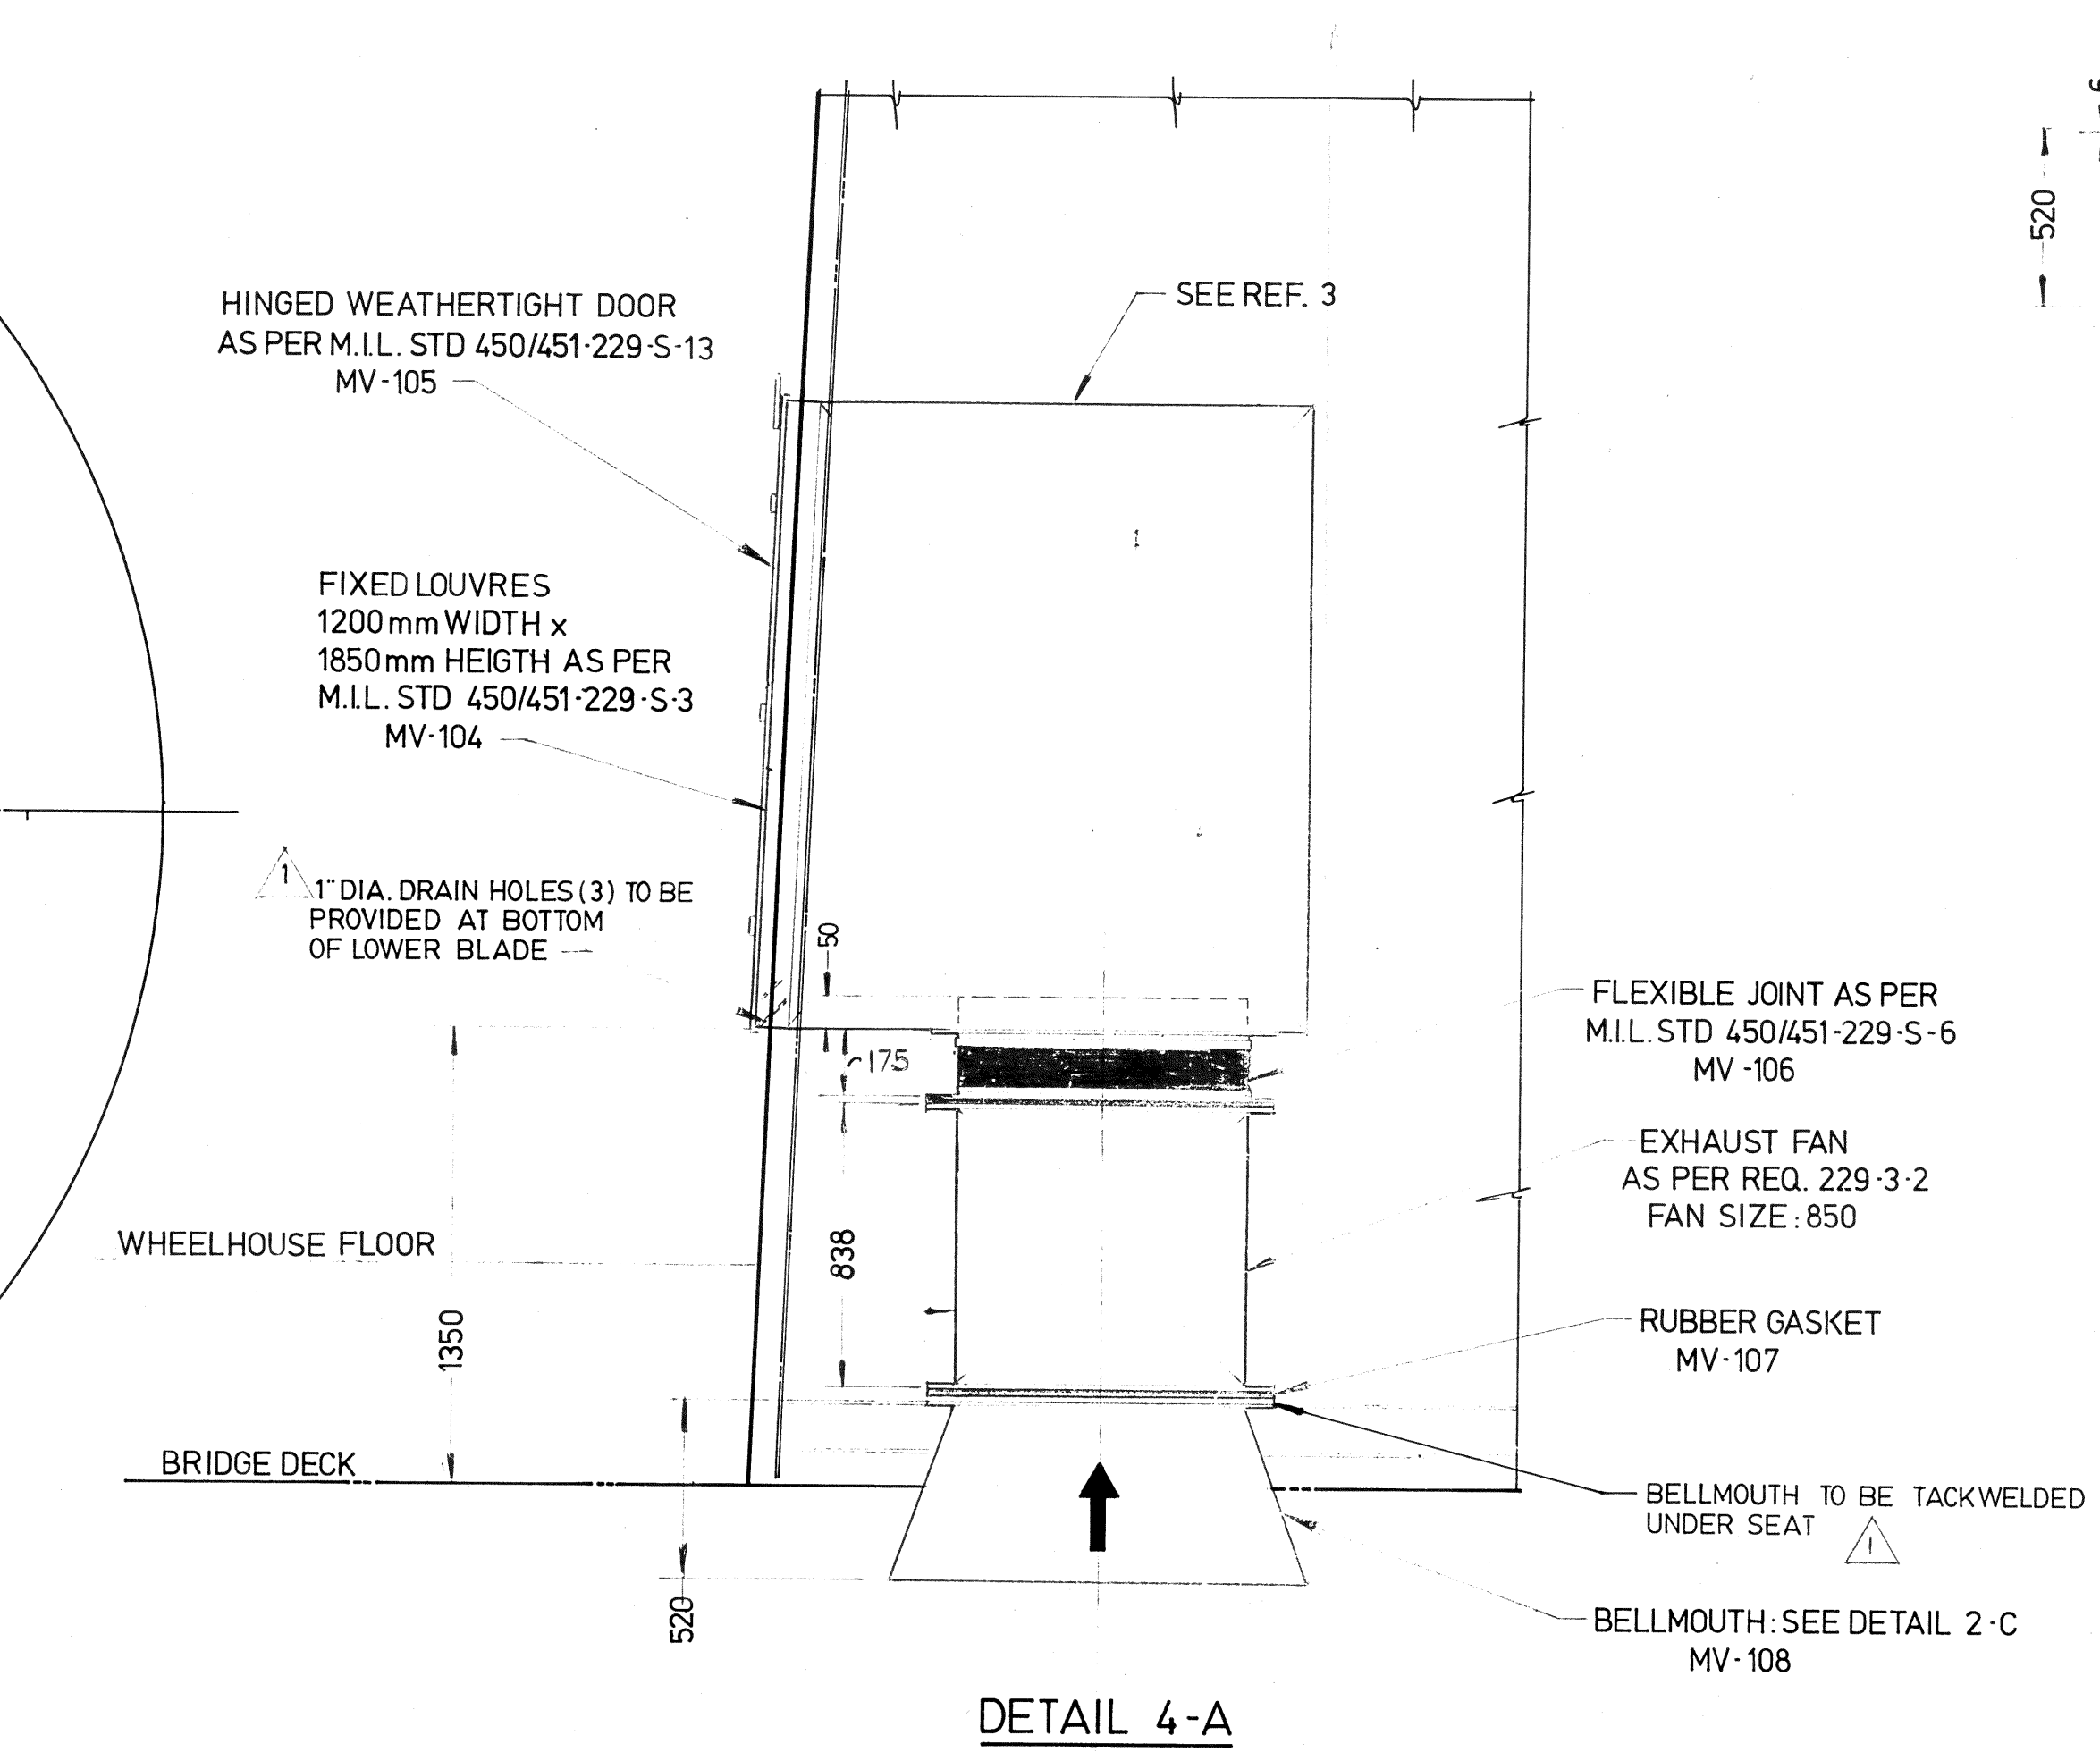 HINGED WEATHERTIGHT DOOR
AS PER M.I.L. STD 450/451-229-S-13
MV-105
SEE REF. 3
520
FIXED LOUVRES
1200mm WIDTH x
1850mm HEIGTH AS PER
M.I.L. STD 450/451-229-S-3
MV-104
1
1" DIA. DRAIN HOLES (3) TO BE
PROVIDED AT BOTTOM
OF LOWER BLADE
50
~175
838
FLEXIBLE JOINT AS PER
M.I.L. STD 450/451-229-S-6
MV-106
EXHAUST FAN
AS PER REQ. 229-3-2
FAN SIZE: 850
WHEELHOUSE FLOOR
1350
RUBBER GASKET
MV-107
BRIDGE DECK
520
BELLMOUTH TO BE TACKWELDED
UNDER SEAT
1
BELLMOUTH: SEE DETAIL 2-C
MV-108
DETAIL 4-A